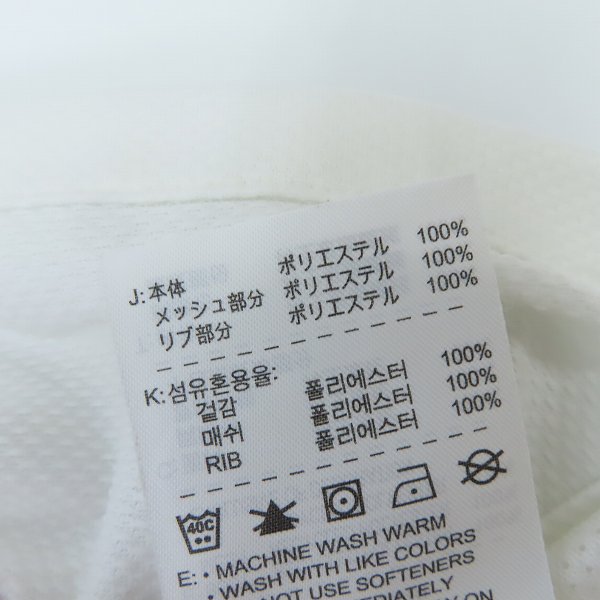 J: 本体 ポリエステル 100%
メッシュ部分 ポリエステル 100%
リブ部分 ポリエステル 100%
K: 섬유혼용율:
겉감 폴리에스터 100%
매쉬 폴리에스터 100%
RIB 폴리에스터 100%
40C
E: • MACHINE WASH WARM
• WASH WITH LIKE COLORS
NOT USE SOFTENERS